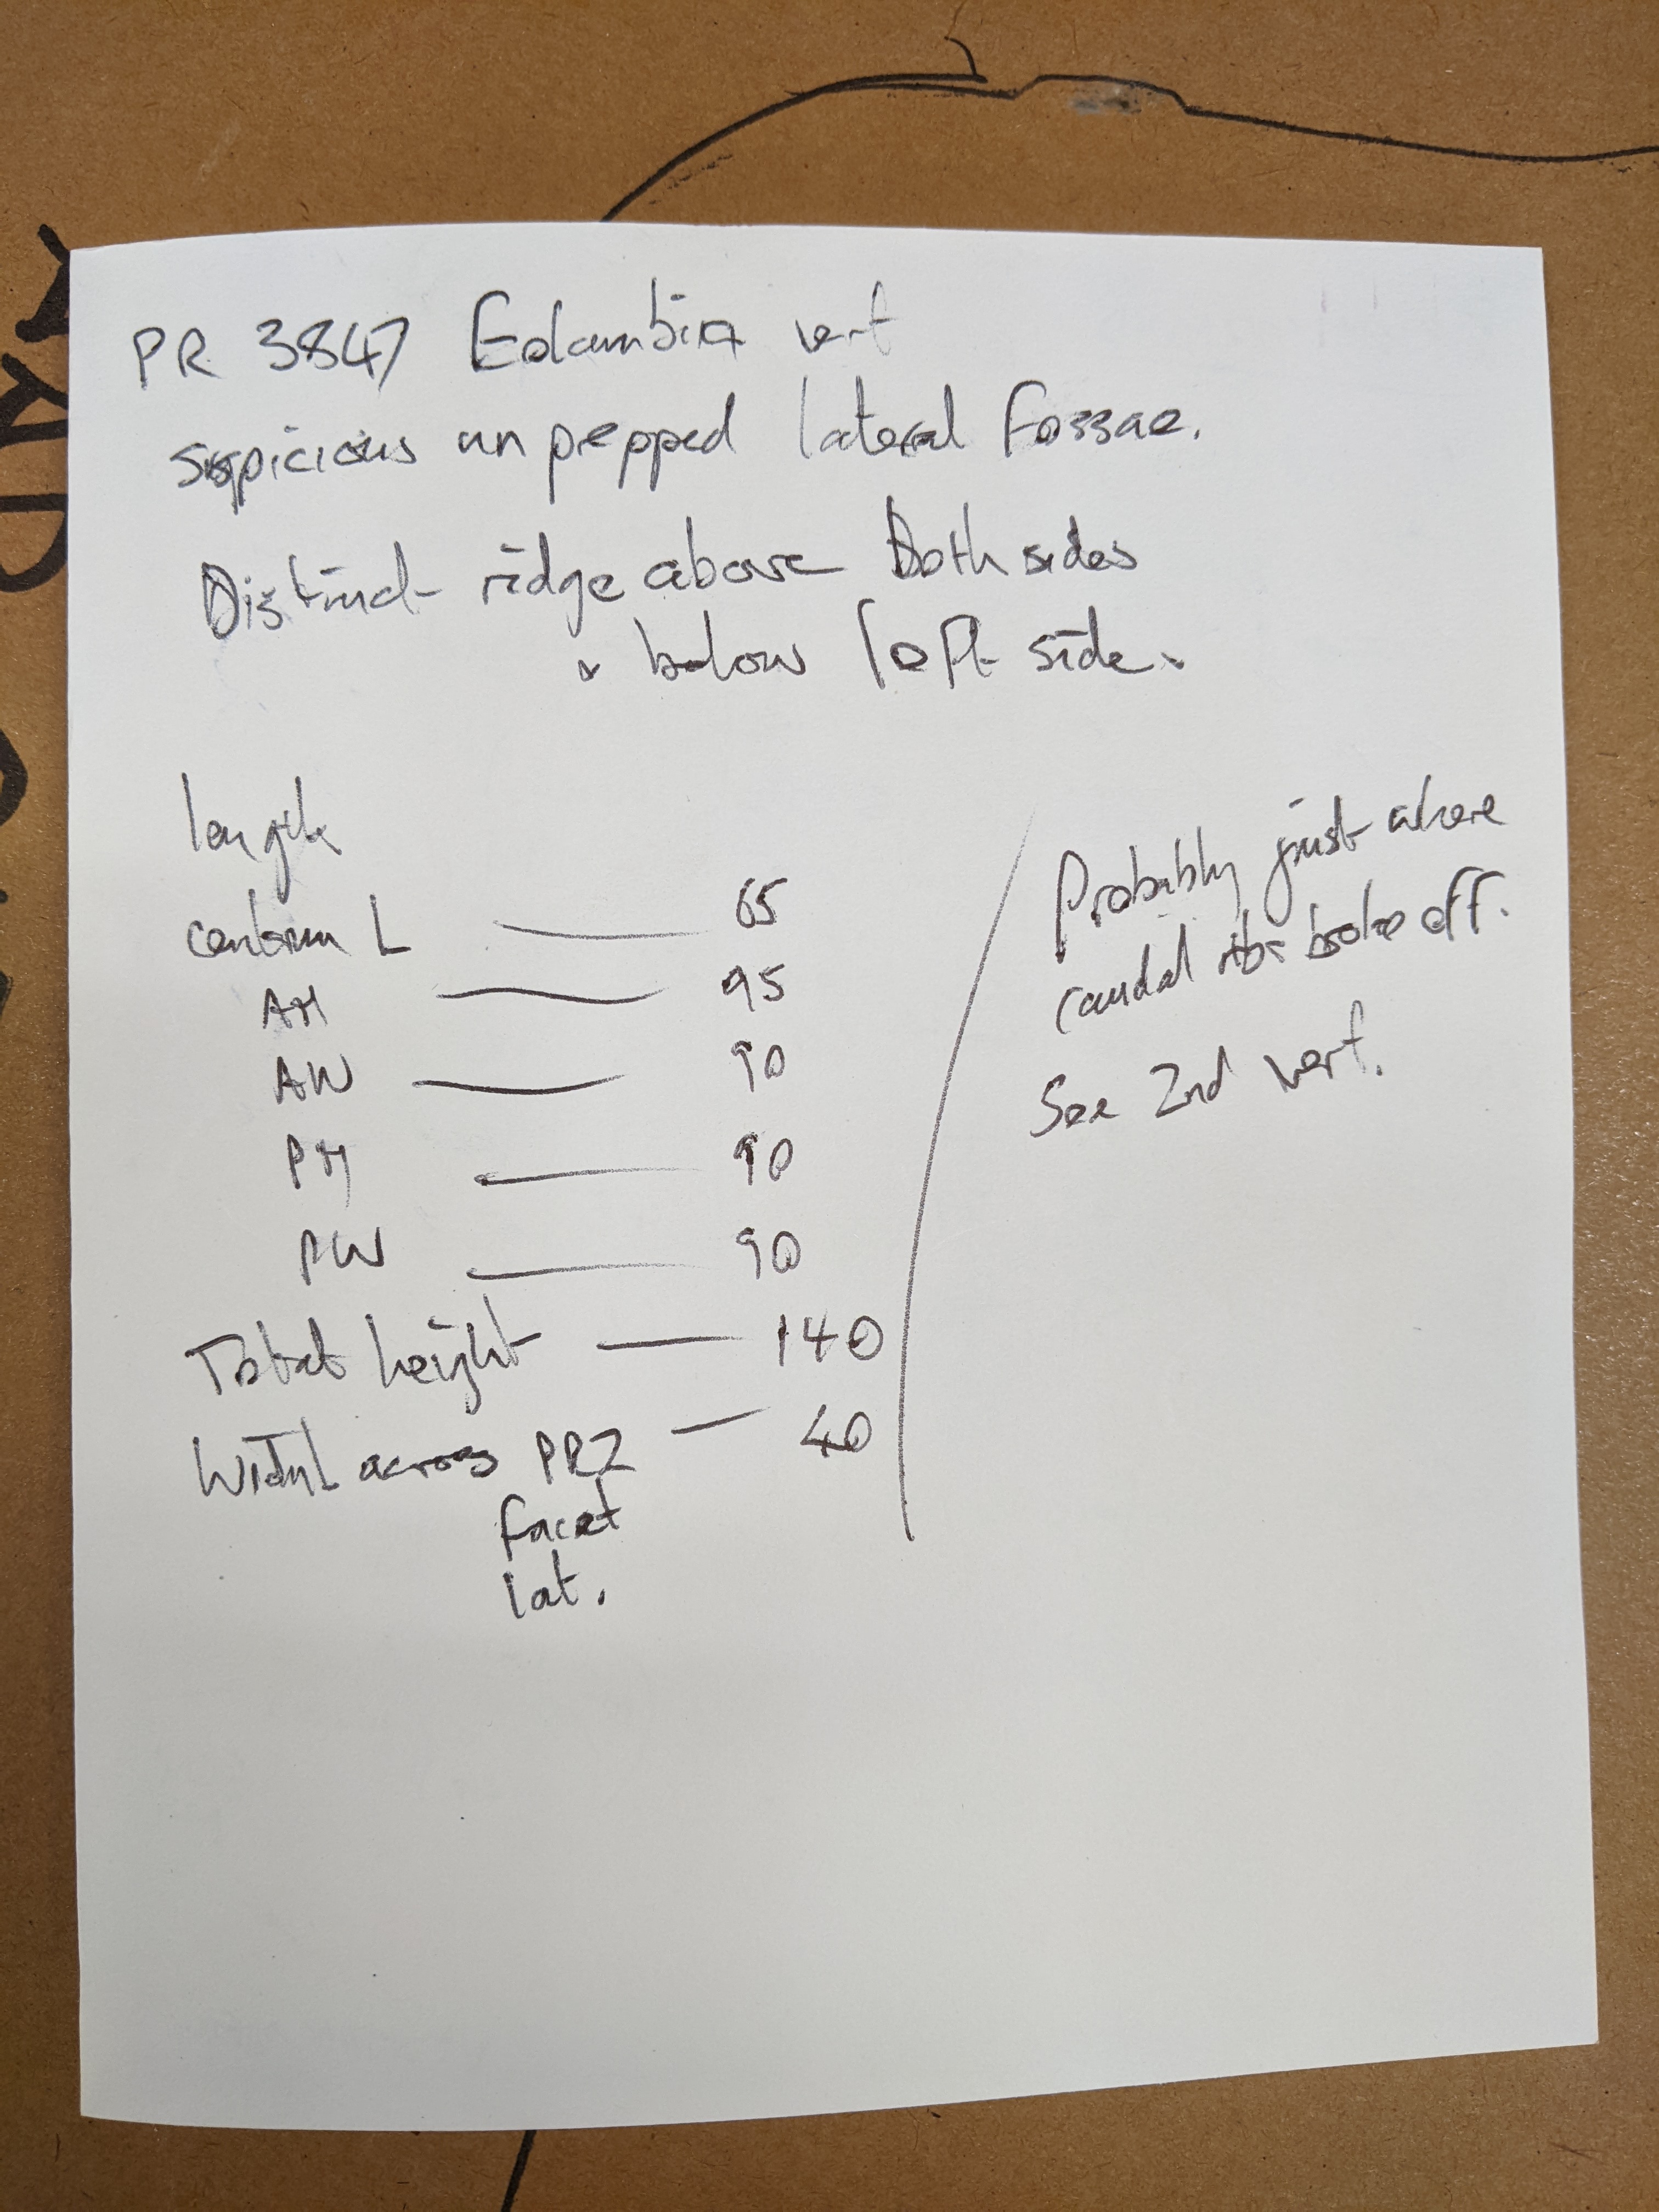 PR 3847 Eolambia vert
suspicious unprepped lateral fossae.
Distinct ridge above Both sides
" below left side.
length
centrum L — 65
AH — 95
AW — 90
PH — 90
PW — 90
Total height — 140
Width across PRZ — 40
facet
lat.
Probably just where
caudal ribs broke off.
See 2nd vert.